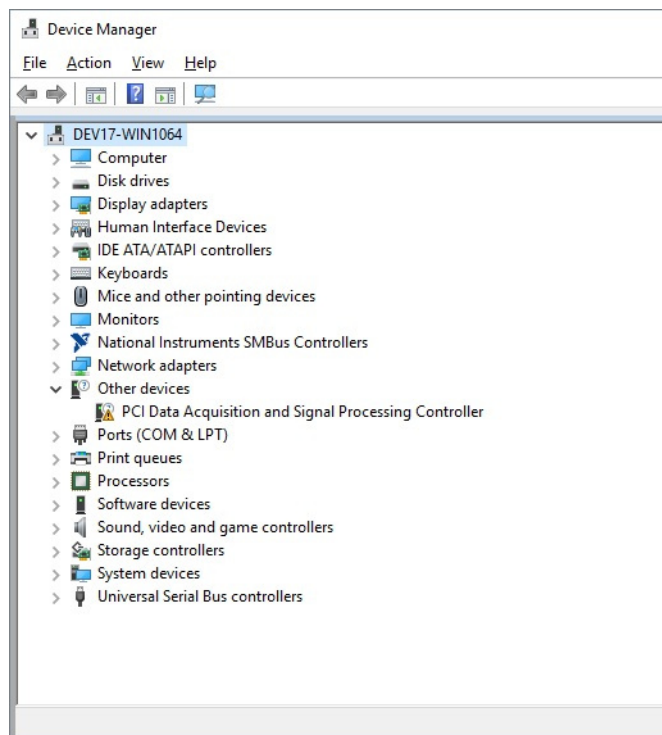 Device Manager
File Action View Help
DEV17-WIN1064
Computer
Disk drives
Display adapters
Human Interface Devices
IDE ATA/ATAPI controllers
Keyboards
Mice and other pointing devices
Monitors
National Instruments SMBus Controllers
Network adapters
Other devices
PCI Data Acquisition and Signal Processing Controller
Ports (COM & LPT)
Print queues
Processors
Software devices
Sound, video and game controllers
Storage controllers
System devices
Universal Serial Bus controllers